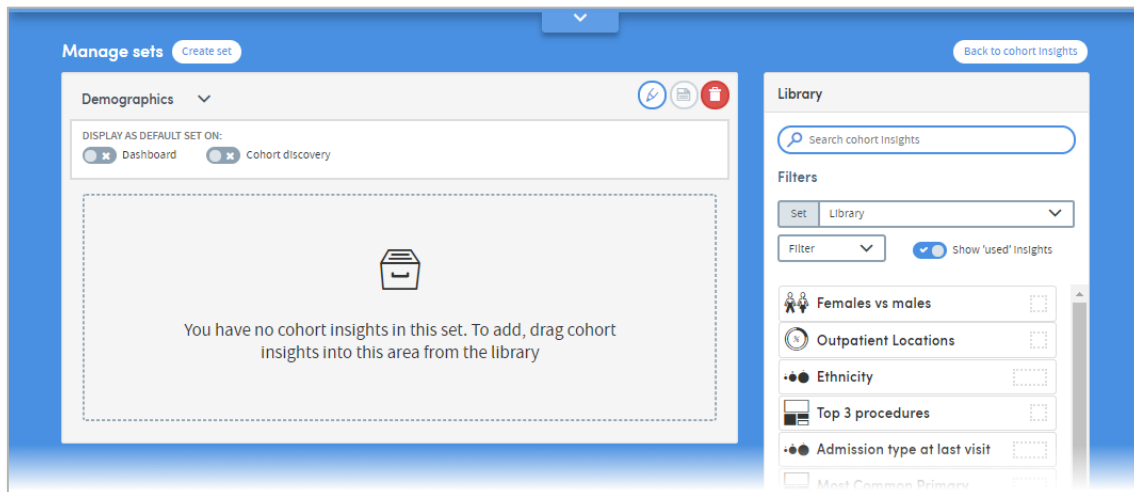 Manage sets
Create set
Back to cohort insights
Demographics
DISPLAY AS DEFAULT SET ON:
Dashboard
Cohort discovery
You have no cohort insights in this set. To add, drag cohort
insights into this area from the library
Library
Search cohort insights
Filters
Set
Library
Filter
Show 'used' insights
Females vs males
Outpatient Locations
Ethnicity
Top 3 procedures
Admission type at last visit
Most Common Primary